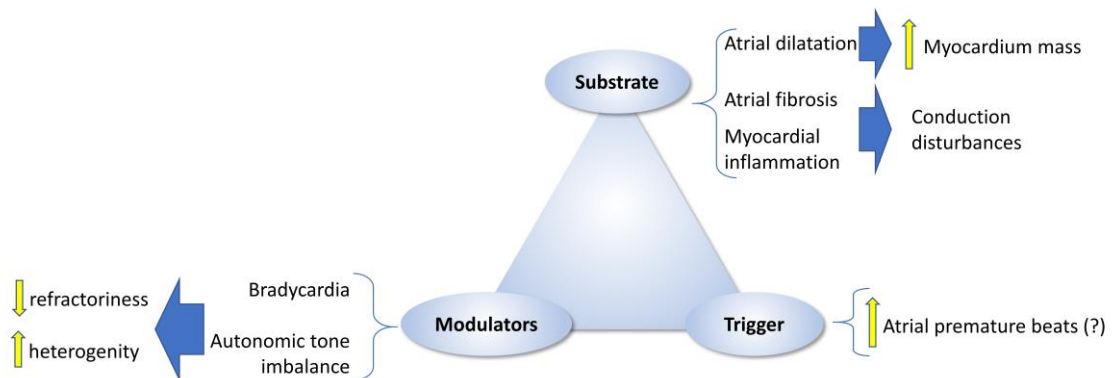 Substrate
Atrial dilatation
Myocardium mass
Atrial fibrosis
Myocardial
inflammation
Conduction
disturbances
refractoriness
heterogenity
Bradycardia
Autonomic tone
imbalance
Modulators
Trigger
Atrial premature beats (?)